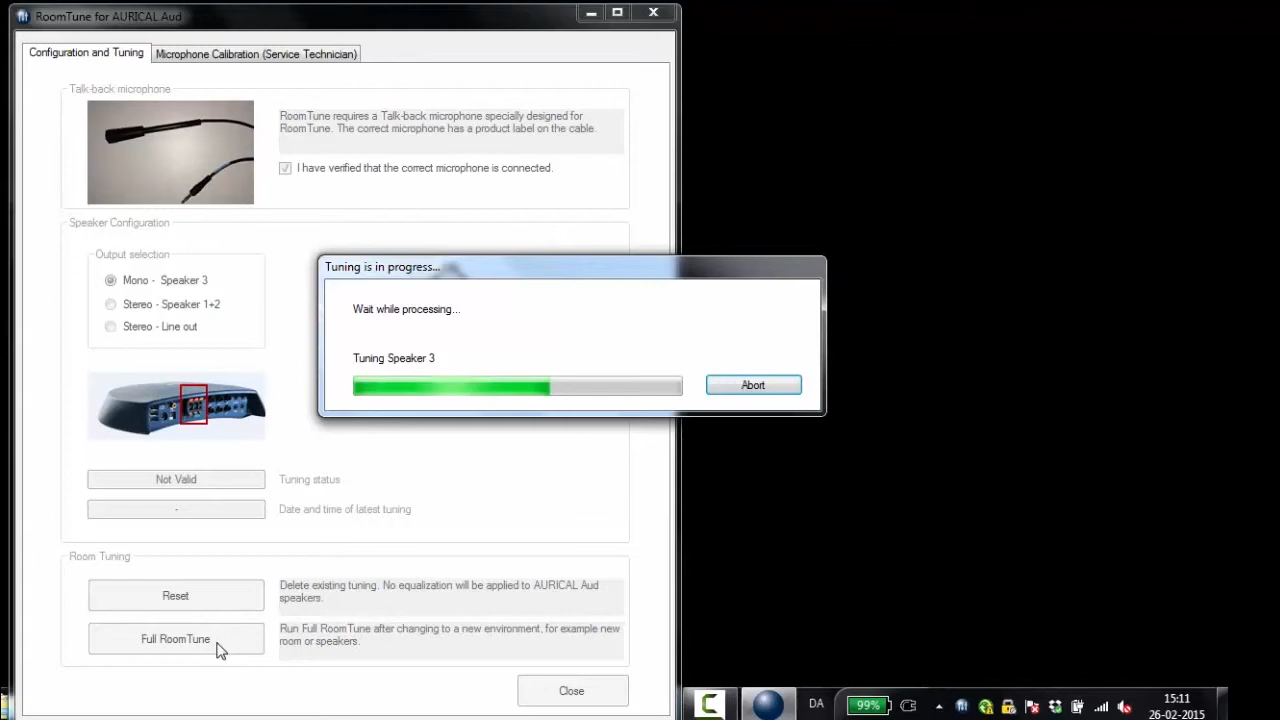 RoomTune for AURICAL Aud
Configuration and Tuning
Microphone Calibration (Service Technician)
Talk-back microphone
RoomTune requires a Talk-back microphone specially designed for
RoomTune. The correct microphone has a product label on the cable.
I have verified that the correct microphone is connected.
Speaker Configuration
Output selection
Mono - Speaker 3
Stereo - Speaker 1+2
Stereo - Line out
Tuning is in progress...
Wait while processing...
Tuning Speaker 3
Abort
Not Valid
Tuning status
-
Date and time of latest tuning
Room Tuning
Reset
Delete existing tuning. No equalization will be applied to AURICAL Aud
speakers.
Full RoomTune
Run Full RoomTune after changing to a new environment, for example new
room or speakers.
Close
DA
99%
15:11
26-02-2015